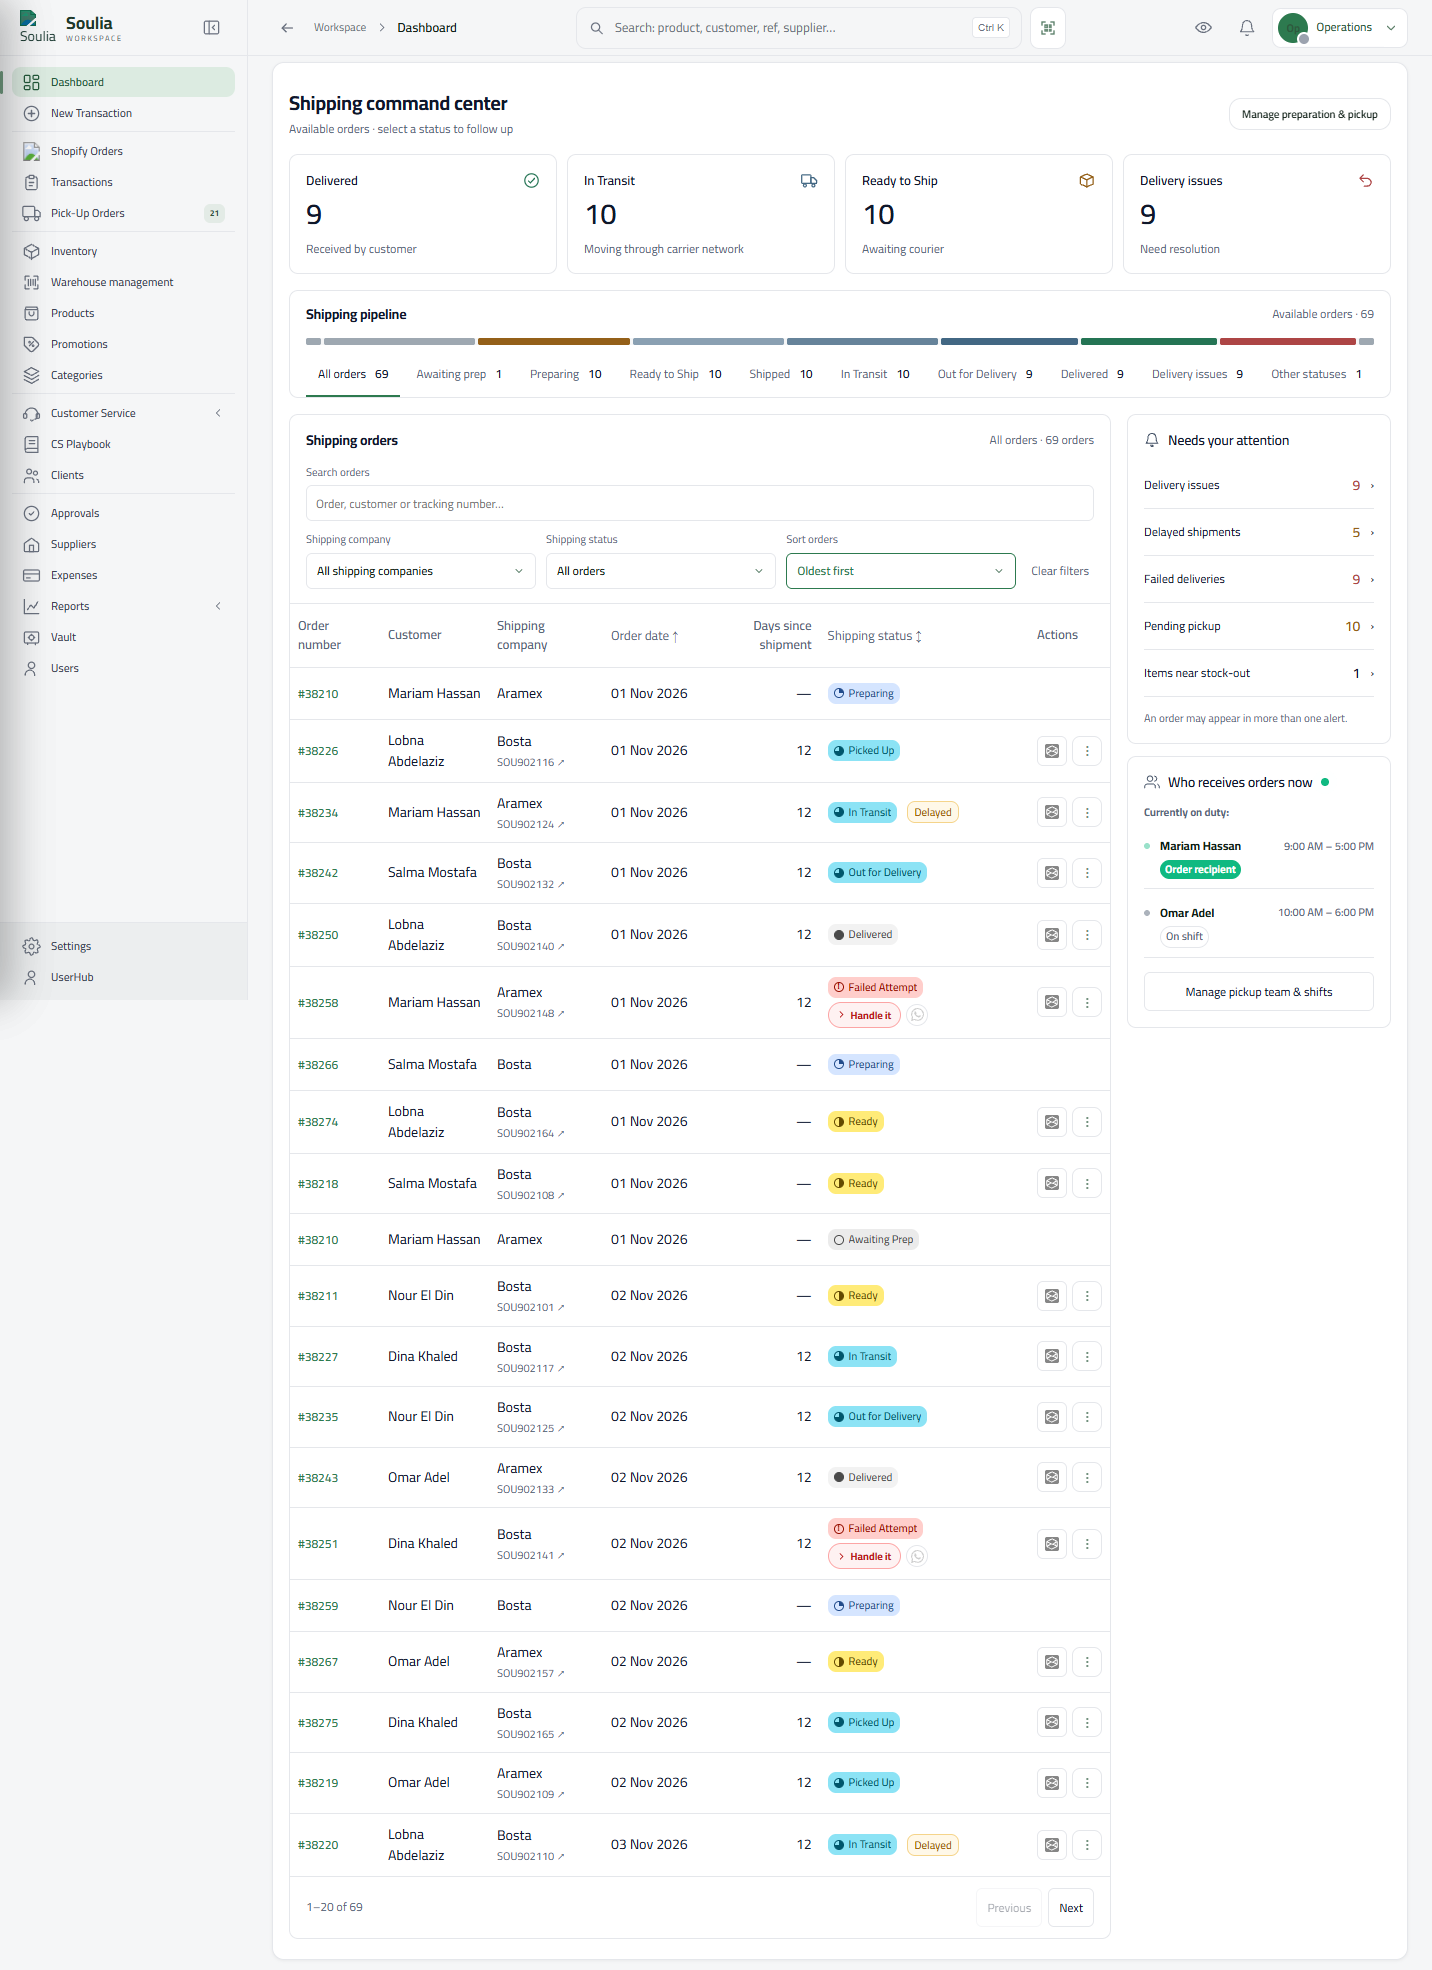 Soulia
Soulia
WORKSPACE
Workspace
Dashboard
Search: product, customer, ref, supplier...
Ctrl K
Operations
Dashboard
New Transaction
Shopify Orders
Transactions
Pick-Up Orders
21
Inventory
Warehouse management
Products
Promotions
Categories
Customer Service
CS Playbook
Clients
Approvals
Suppliers
Expenses
Reports
Vault
Users
Settings
UserHub
Shipping command center
Available orders · select a status to follow up
Manage preparation & pickup
Delivered
9
Received by customer
In Transit
10
Moving through carrier network
Ready to Ship
10
Awaiting courier
Delivery issues
9
Need resolution
Shipping pipeline
Available orders · 69
All orders 69
Awaiting prep 1
Preparing 10
Ready to Ship 10
Shipped 10
In Transit 10
Out for Delivery 9
Delivered 9
Delivery issues 9
Other statuses 1
Shipping orders
All orders · 69 orders
Search orders
Order, customer or tracking number...
Shipping company
Shipping status
Sort orders
All shipping companies
All orders
Oldest first
Clear filters
Order number
Customer
Shipping company
Order date ↑
Days since shipment
Shipping status ↕
Actions
#38210 Mariam Hassan Aramex 01 Nov 2026 — Preparing
#38226 Lobna Abdelaziz Bosta SOU902116 ↗ 01 Nov 2026 12 Picked Up
#38234 Mariam Hassan Aramex SOU902124 ↗ 01 Nov 2026 12 In Transit Delayed
#38242 Salma Mostafa Bosta SOU902132 ↗ 01 Nov 2026 12 Out for Delivery
#38250 Lobna Abdelaziz Bosta SOU902140 ↗ 01 Nov 2026 12 Delivered
#38258 Mariam Hassan Aramex SOU902148 ↗ 01 Nov 2026 12 Failed Attempt Handle it
#38266 Salma Mostafa Bosta 01 Nov 2026 — Preparing
#38274 Lobna Abdelaziz Bosta SOU902164 ↗ 01 Nov 2026 — Ready
#38218 Salma Mostafa Bosta SOU902108 ↗ 01 Nov 2026 — Ready
#38210 Mariam Hassan Aramex 01 Nov 2026 — Awaiting Prep
#38211 Nour El Din Bosta SOU902101 ↗ 02 Nov 2026 — Ready
#38227 Dina Khaled Bosta SOU902117 ↗ 02 Nov 2026 12 In Transit
#38235 Nour El Din Bosta SOU902125 ↗ 02 Nov 2026 12 Out for Delivery
#38243 Omar Adel Aramex SOU902133 ↗ 02 Nov 2026 12 Delivered
#38251 Dina Khaled Bosta SOU902141 ↗ 02 Nov 2026 12 Failed Attempt Handle it
#38259 Nour El Din Bosta 02 Nov 2026 — Preparing
#38267 Omar Adel Aramex SOU902157 ↗ 02 Nov 2026 — Ready
#38275 Dina Khaled Bosta SOU902165 ↗ 02 Nov 2026 12 Picked Up
#38219 Omar Adel Aramex SOU902109 ↗ 02 Nov 2026 12 Picked Up
#38220 Lobna Abdelaziz Bosta SOU902110 ↗ 03 Nov 2026 12 In Transit Delayed
1–20 of 69
Previous
Next
Needs your attention
Delivery issues 9 ›
Delayed shipments 5 ›
Failed deliveries 9 ›
Pending pickup 10 ›
Items near stock-out 1 ›
An order may appear in more than one alert.
Who receives orders now
Currently on duty:
Mariam Hassan 9:00 AM – 5:00 PM
Order recipient
Omar Adel 10:00 AM – 6:00 PM
On shift
Manage pickup team & shifts